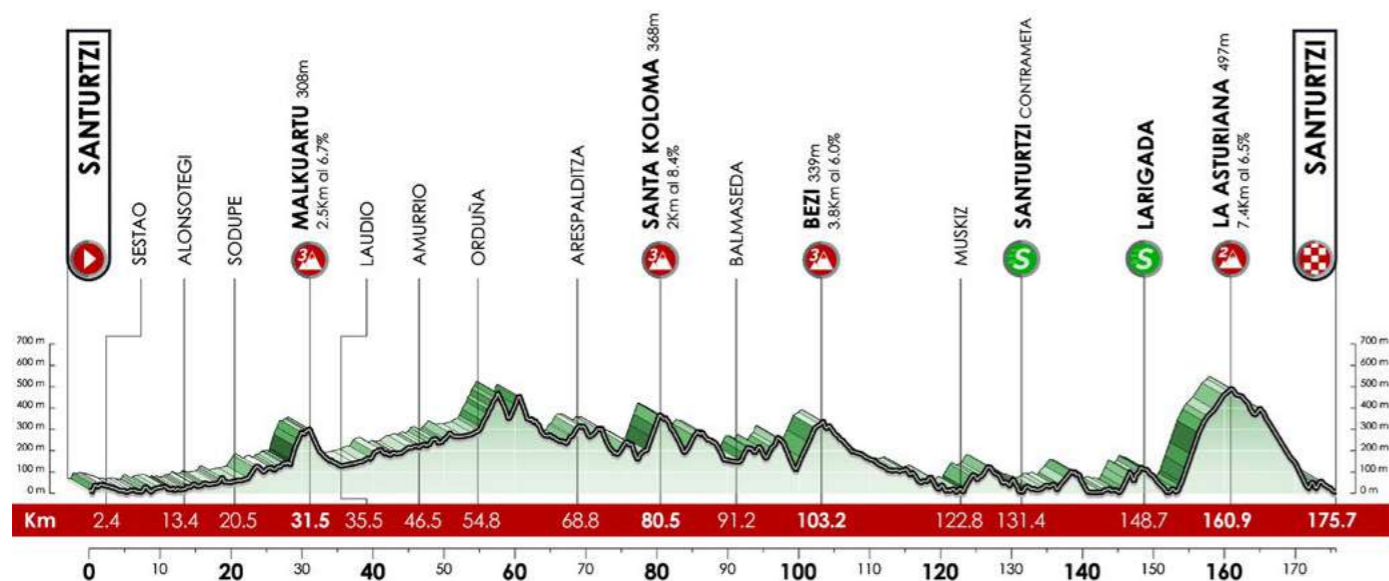 SANTURTZI
SESTAO
ALONSOTEGI
SODUPE
MALKUARTU 308m
2.5Km al 6.7%
LAUDIO
AMURRIO
ORDUÑA
ARESPALDITZA
SANTA KOLOMA 368m
2Km al 8.4%
BALMASEDA
BEZI 339m
3.8Km al 6.0%
MUSKIZ
SANTURTZI CONTRAMETA
LARIGADA
LA ASTURIANA 497m
7.4Km al 6.5%
SANTURTZI
3
3
3
S
S
2
700 m
600 m
500 m
400 m
300 m
200 m
100 m
0 m
700 m
600 m
500 m
400 m
300 m
200 m
100 m
0 m
Km 2.4 13.4 20.5 31.5 35.5 46.5 54.8 68.8 80.5 91.2 103.2 122.8 131.4 148.7 160.9 175.7
0 10 20 30 40 50 60 70 80 90 100 110 120 130 140 150 160 170